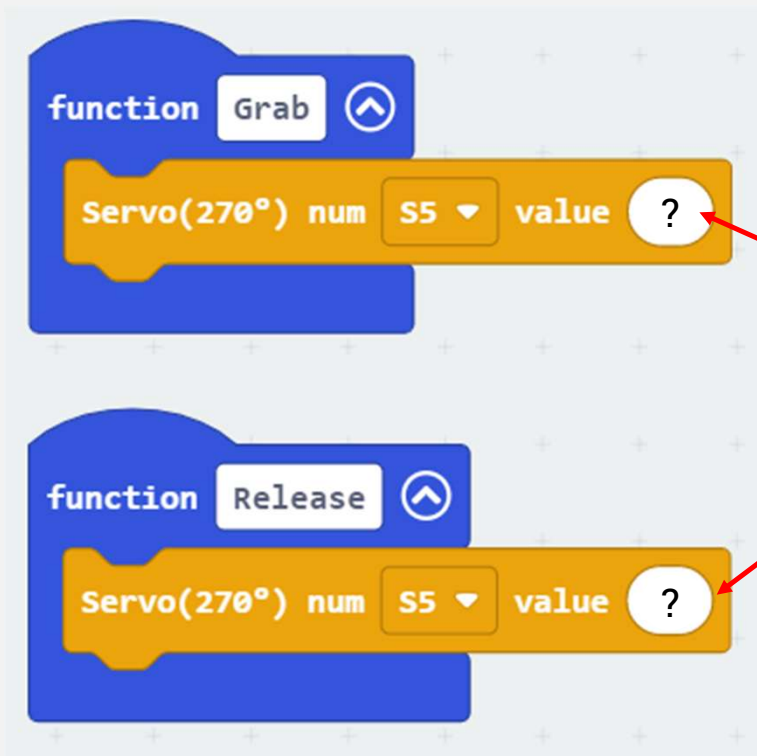 function Grab
Servo(270°) num S5 value ?
function Release
Servo(270°) num S5 value ?